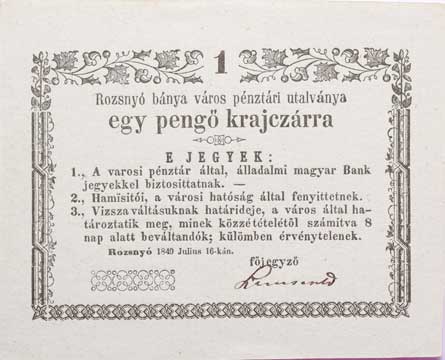 1
Rozsnyó bánya város pénztári utalványa
egy pengő krajczárra
E JEGYEK:
1., A varosi pénztár által, álladalmi magyar Bank
jegyekkel biztosittatnak. —
2., Hamisitói, a városi hatóság által fenyittetnek.
3., Vizsza váltásuknak határideje, a város által ha-
tároztatik meg, minek közzétételétől számitva 8
nap alatt beváltandók; külömben érvénytelenek.
Rozsnyó 1849 Julius 16-kán.
főjegyző